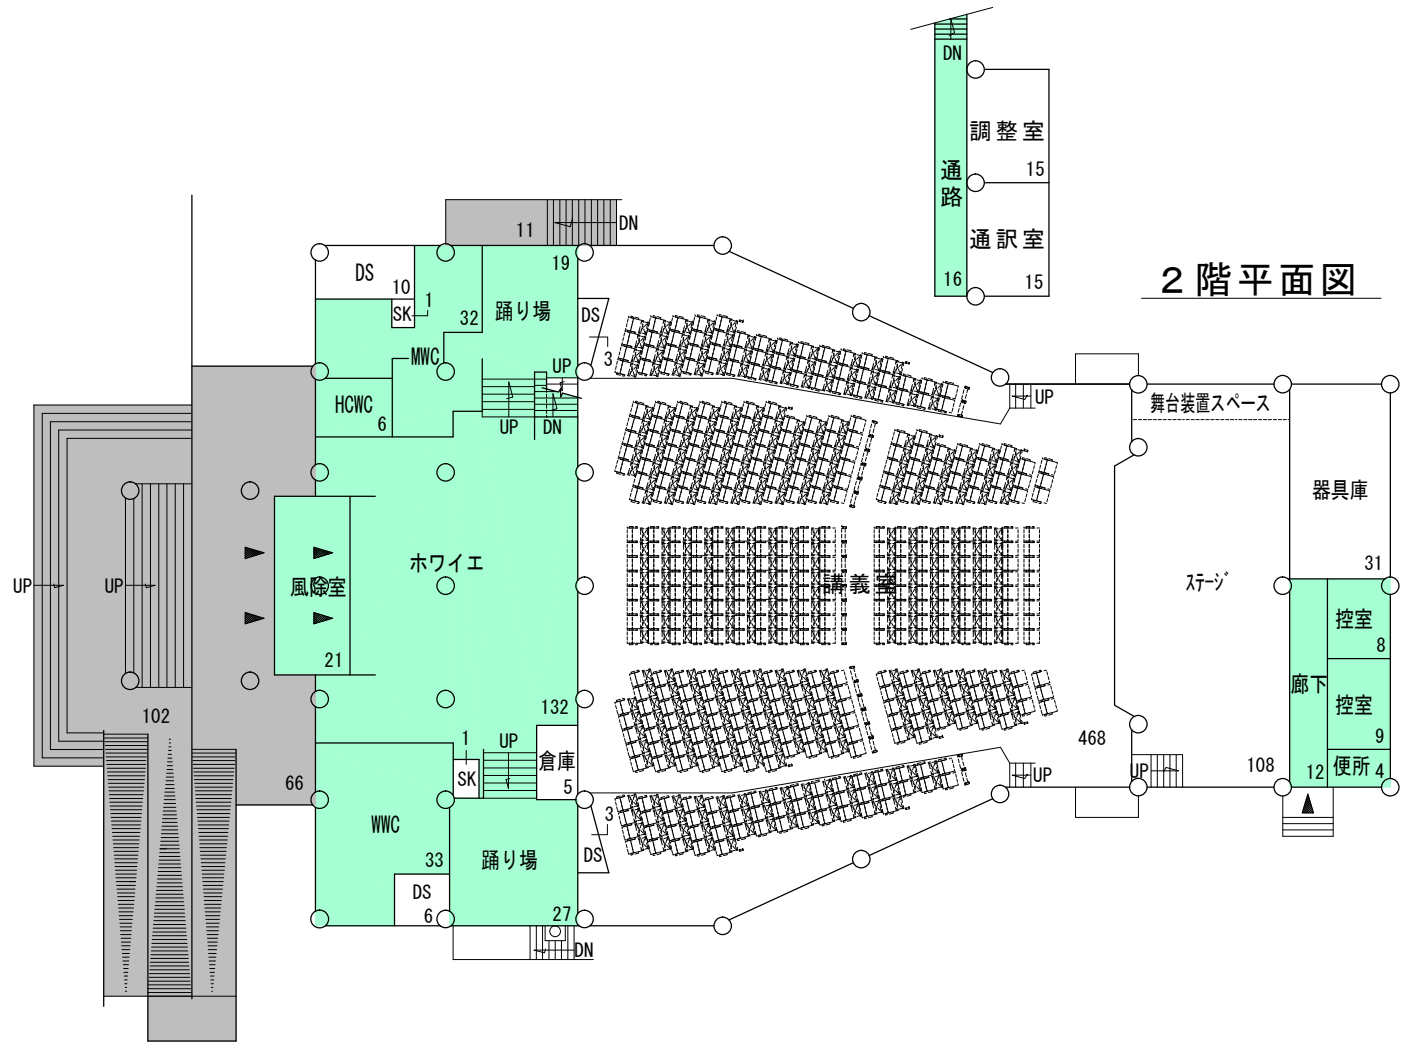 DN
調整室
15
通路
通訳室
16
15
2階平面図
11
DN
DS
10
1
SK
32
19
踊り場
DS
3
MWC
UP
HCWC
6
UP
DN
UP
舞台装置スペース
器具庫
31
UP
UP
ホワイエ
風除室
21
講義室
ステージ
控室
8
廊下
控室
9
便所
4
12
102
66
132
1
SK
UP
倉庫
5
468
UP
UP
108
WWC
33
3
DS
踊り場
27
DS
6
DN